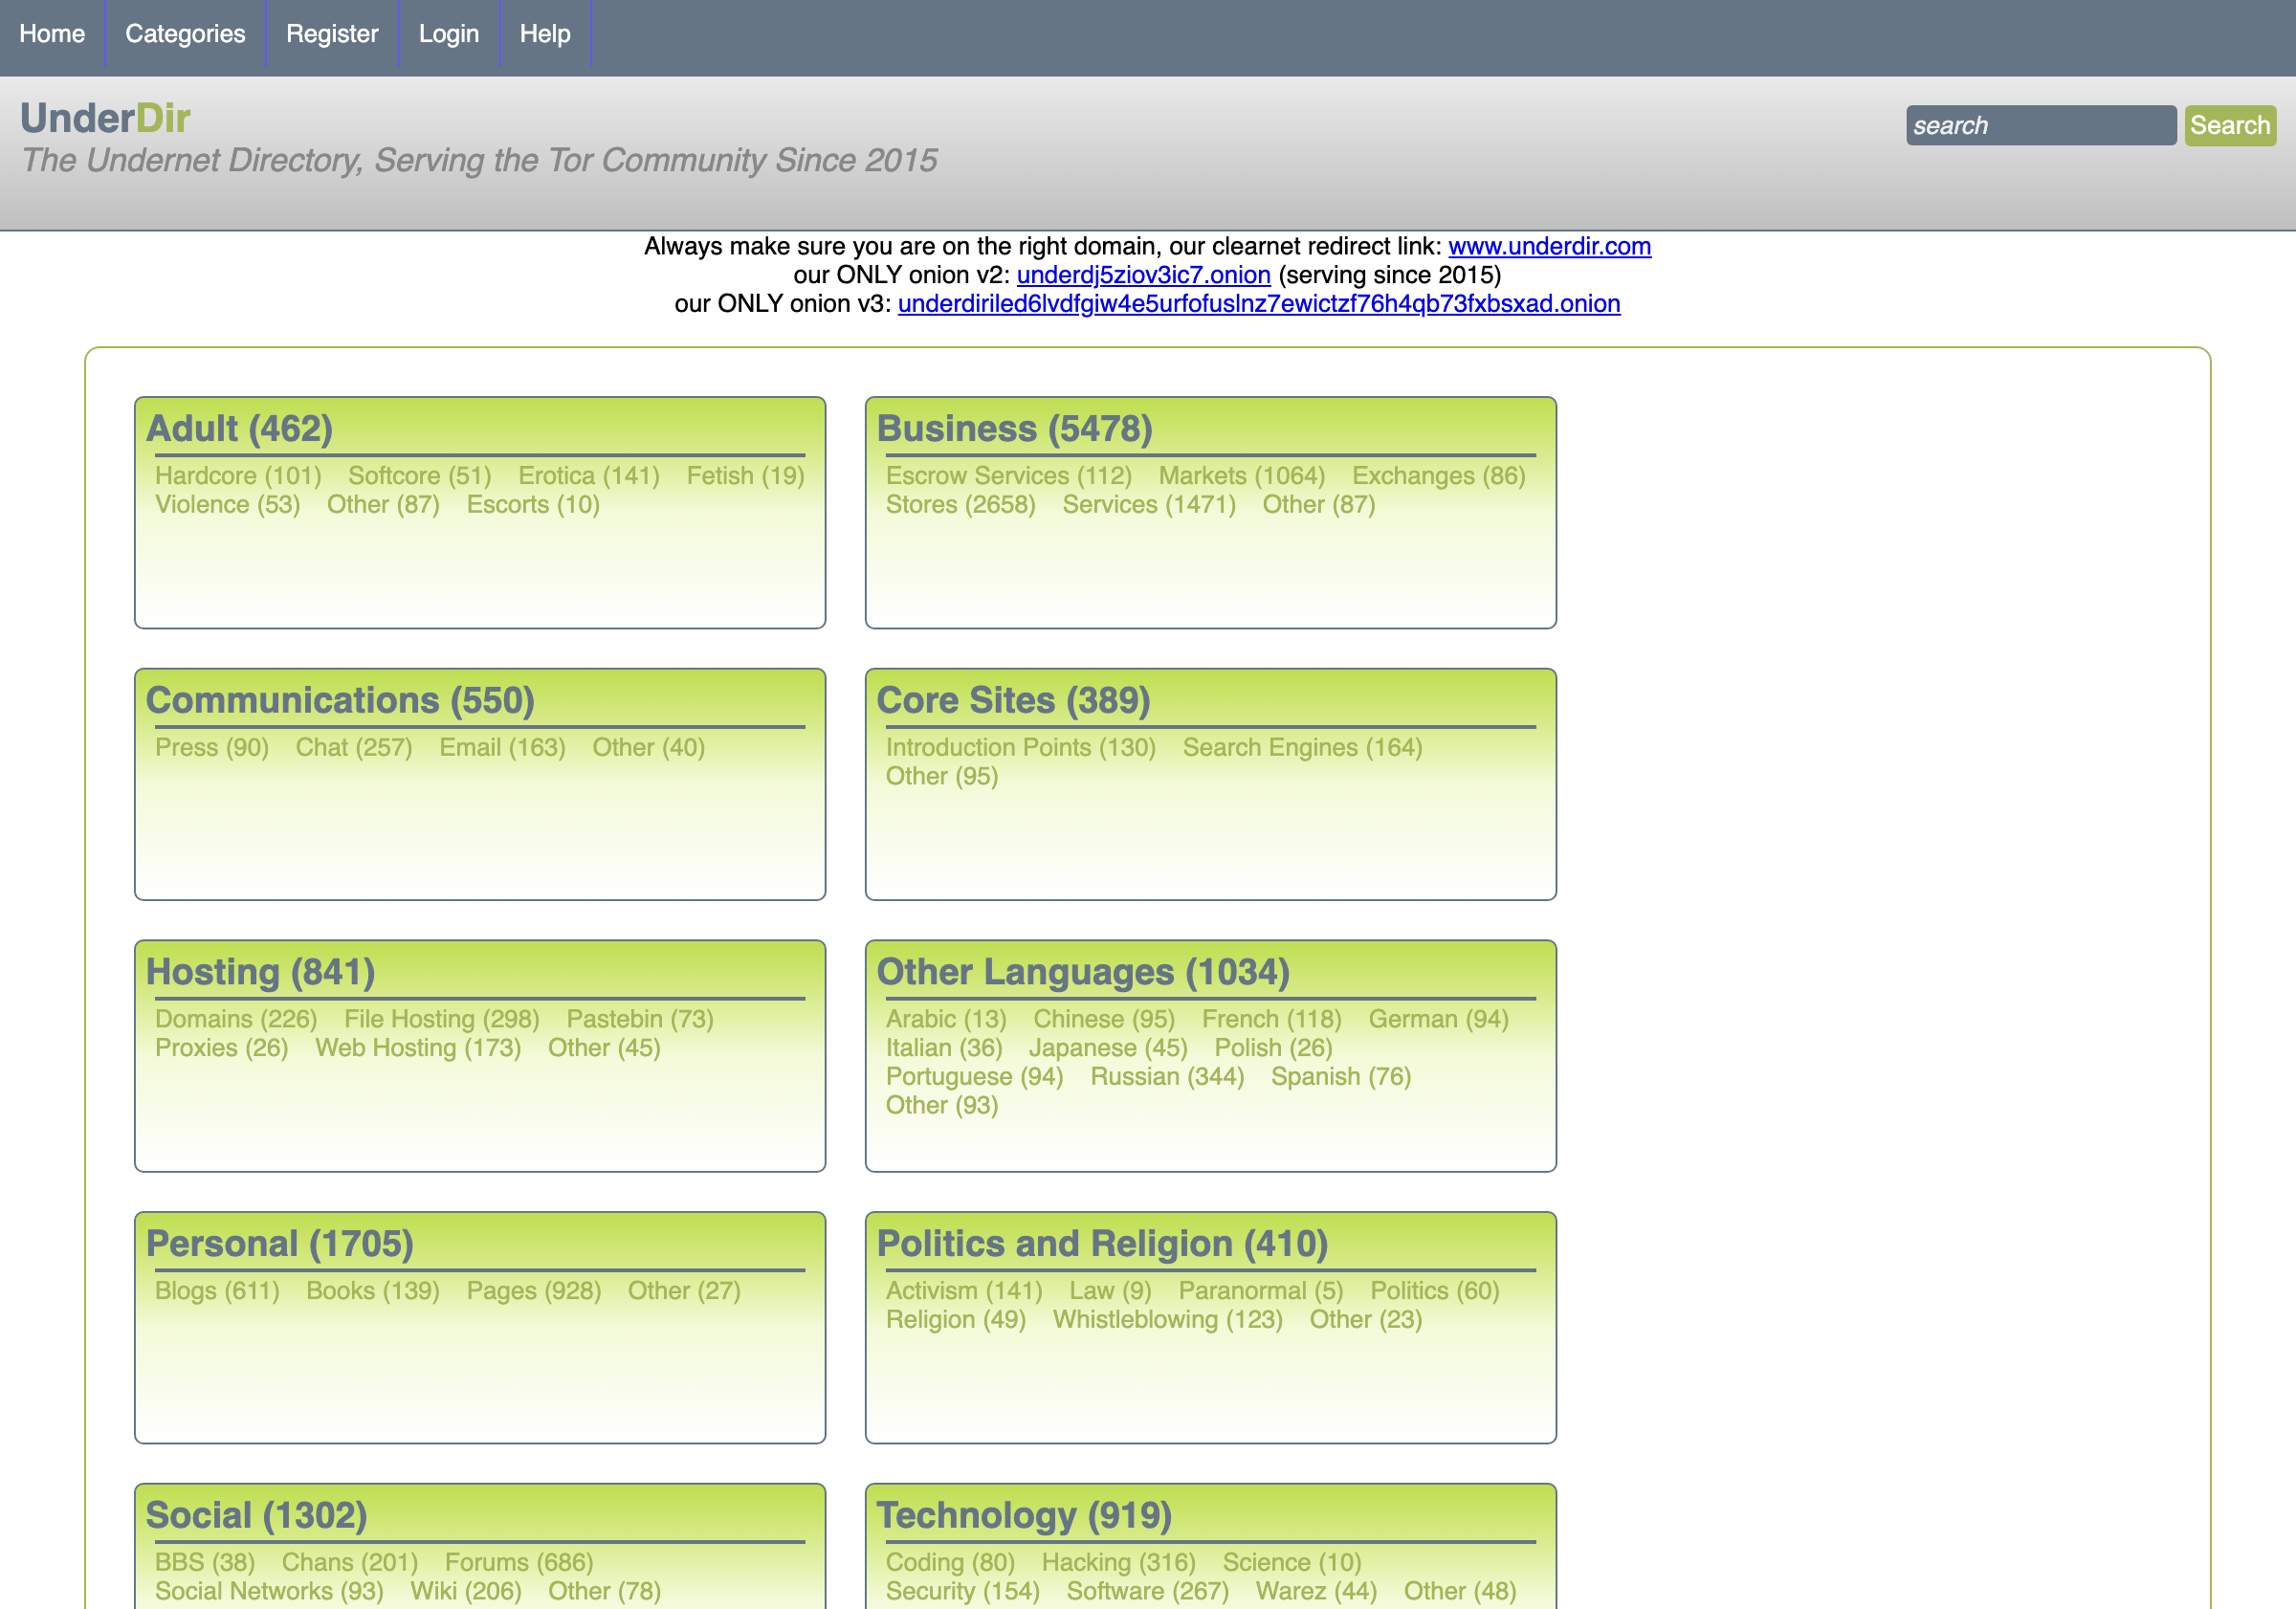 Home Categories Register Login Help
UnderDir
The Undernet Directory, Serving the Tor Community Since 2015
search Search
Always make sure you are on the right domain, our clearnet redirect link: www.underdir.com
our ONLY onion v2: underdj5ziov3ic7.onion (serving since 2015)
our ONLY onion v3: underdiriled6lvdfgiw4e5urfofuslnz7ewictzf76h4qb73fxbsxad.onion
Adult (462)
Hardcore (101) Softcore (51) Erotica (141) Fetish (19)
Violence (53) Other (87) Escorts (10)
Business (5478)
Escrow Services (112) Markets (1064) Exchanges (86)
Stores (2658) Services (1471) Other (87)
Communications (550)
Press (90) Chat (257) Email (163) Other (40)
Core Sites (389)
Introduction Points (130) Search Engines (164)
Other (95)
Hosting (841)
Domains (226) File Hosting (298) Pastebin (73)
Proxies (26) Web Hosting (173) Other (45)
Other Languages (1034)
Arabic (13) Chinese (95) French (118) German (94)
Italian (36) Japanese (45) Polish (26)
Portuguese (94) Russian (344) Spanish (76)
Other (93)
Personal (1705)
Blogs (611) Books (139) Pages (928) Other (27)
Politics and Religion (410)
Activism (141) Law (9) Paranormal (5) Politics (60)
Religion (49) Whistleblowing (123) Other (23)
Social (1302)
BBS (38) Chans (201) Forums (686)
Social Networks (93) Wiki (206) Other (78)
Technology (919)
Coding (80) Hacking (316) Science (10)
Security (154) Software (267) Warez (44) Other (48)